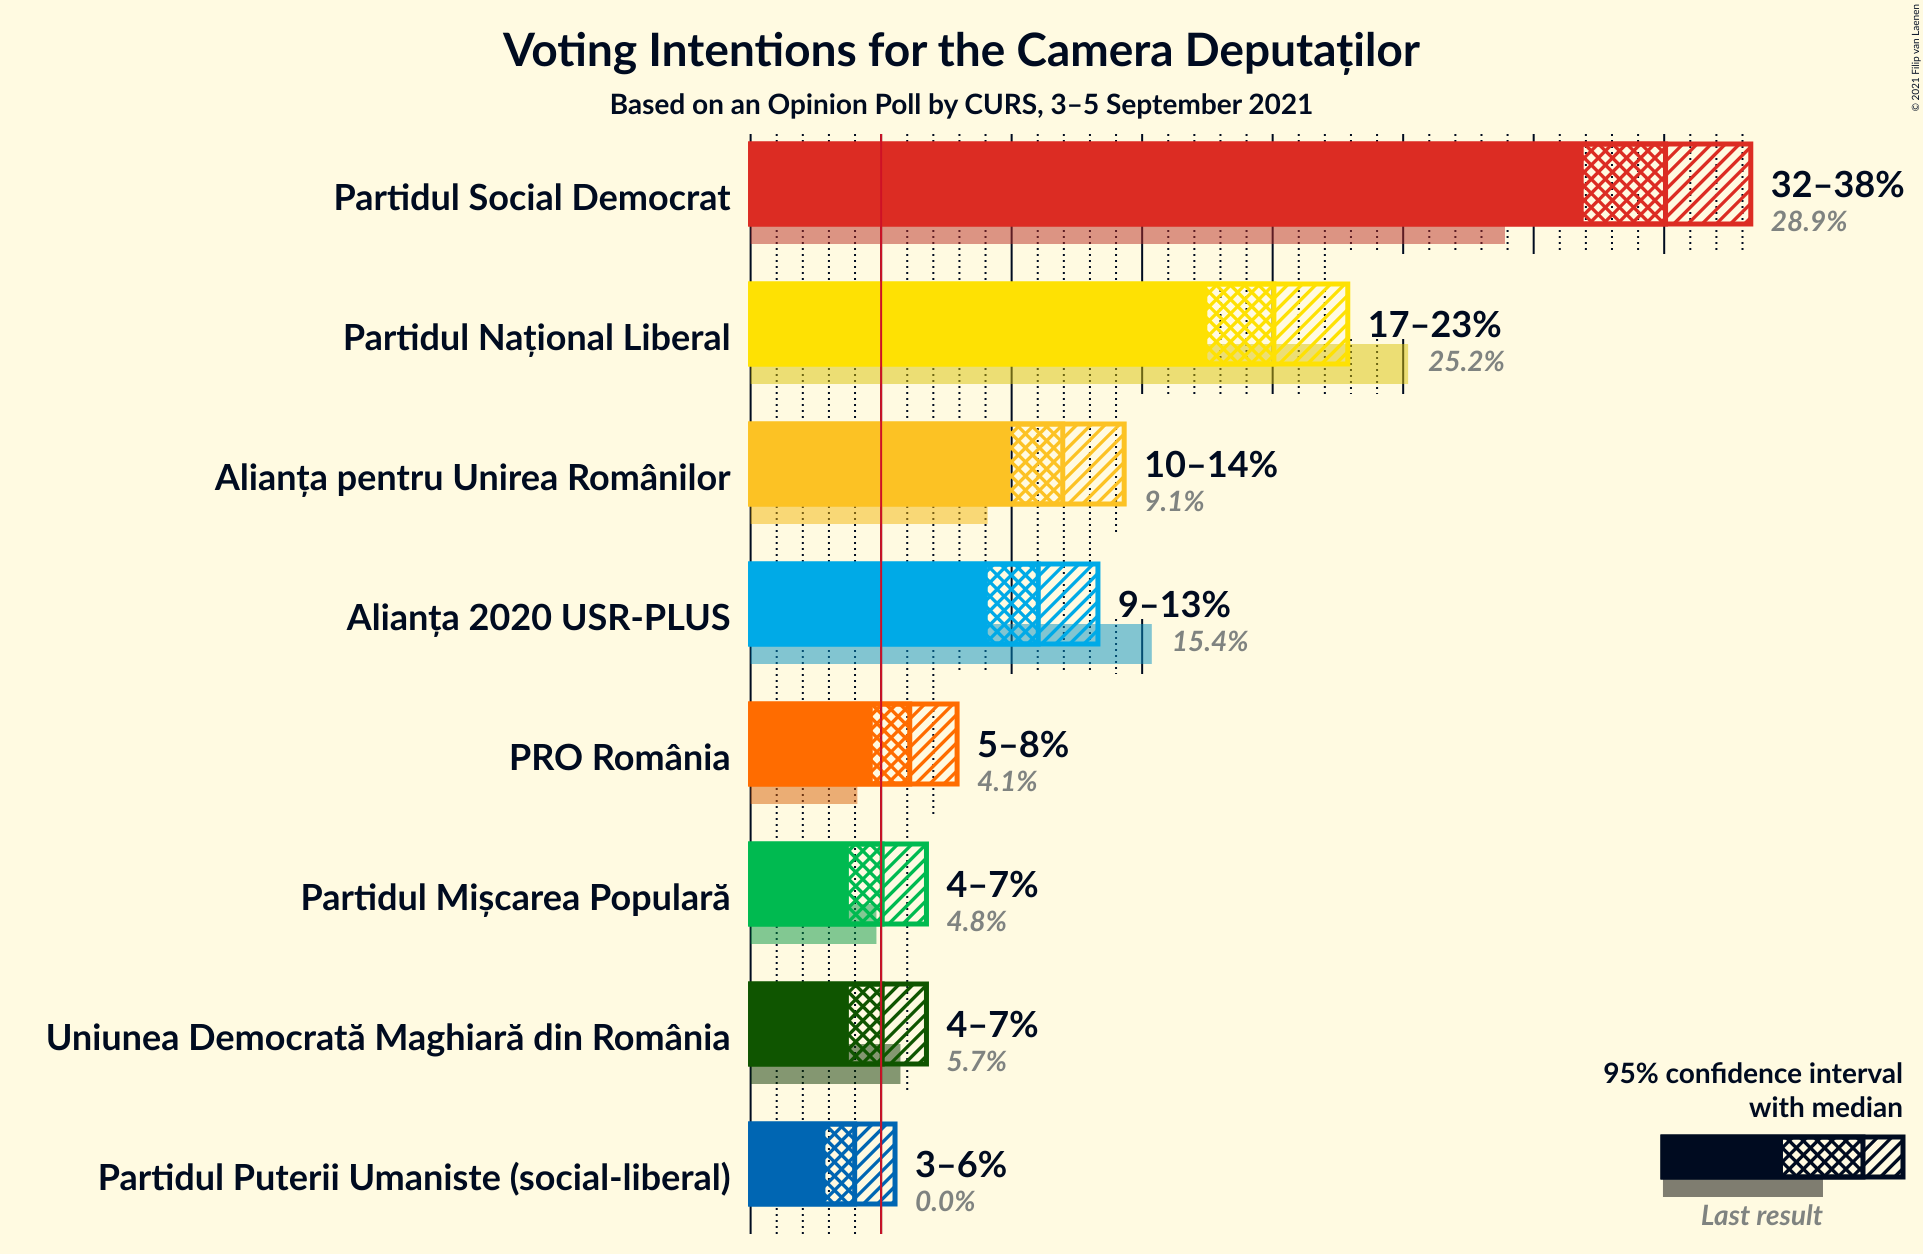 Voting Intentions for the Camera Deputaților
Based on an Opinion Poll by CURS, 3–5 September 2021
© 2021 Filip van Laenen
Partidul Social Democrat
32–38%
28.9%
Partidul Național Liberal
17–23%
25.2%
Alianța pentru Unirea Românilor
10–14%
9.1%
Alianța 2020 USR-PLUS
9–13%
15.4%
PRO România
5–8%
4.1%
Partidul Mișcarea Populară
4–7%
4.8%
Uniunea Democrată Maghiară din România
4–7%
5.7%
Partidul Puterii Umaniste (social-liberal)
3–6%
0.0%
95% confidence interval
with median
Last result